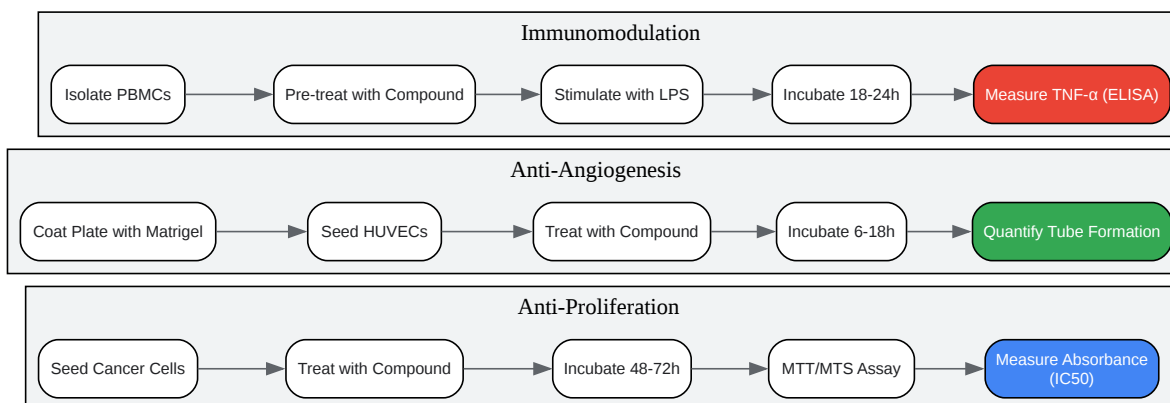 Immunomodulation
Isolate PBMCs
Pre-treat with Compound
Stimulate with LPS
Incubate 18-24h
Measure TNF-α (ELISA)
Anti-Angiogenesis
Coat Plate with Matrigel
Seed HUVECs
Treat with Compound
Incubate 6-18h
Quantify Tube Formation
Anti-Proliferation
Seed Cancer Cells
Treat with Compound
Incubate 48-72h
MTT/MTS Assay
Measure Absorbance
(IC50)